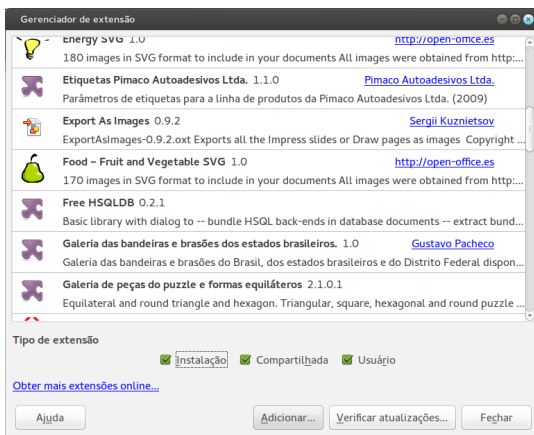 Gerenciador de extensão
Energy SVG 1.0 http://open-office.es
180 images in SVG format to include in your documents All images were obtained from http:...
Etiquetas Pimaco Autoadesivos Ltda. 1.1.0 Pimaco Autoadesivos Ltda.
Parâmetros de etiquetas para a linha de produtos da Pimaco Autoadesivos Ltda. (2009)
Export As Images 0.9.2 Sergii Kuznietsov
ExportAsImages-0.9.2.oxt Exports all the Impress slides or Draw pages as images Copyright ...
Food – Fruit and Vegetable SVG 1.0 http://open-office.es
170 images in SVG format to include in your documents All images were obtained from http:...
Free HSQLDB 0.2.1
Basic library with dialog to -- bundle HSQL back-ends in database documents -- extract bund...
Galeria das bandeiras e brasões dos estados brasileiros. 1.0 Gustavo Pacheco
Galeria das bandeiras e brasões do Brasil, dos estados brasileiros e do Distrito Federal dispon...
Galeria de peças do puzzle e formas equiláteros 2.1.0.1
Equilateral and round triangle and hexagon. Triangular, square, hexagonal and round puzzle ...
Tipo de extensão
Instalação Compartilhada Usuário
Obter mais extensões online...
Ajuda Adicionar... Verificar atualizações... Fechar